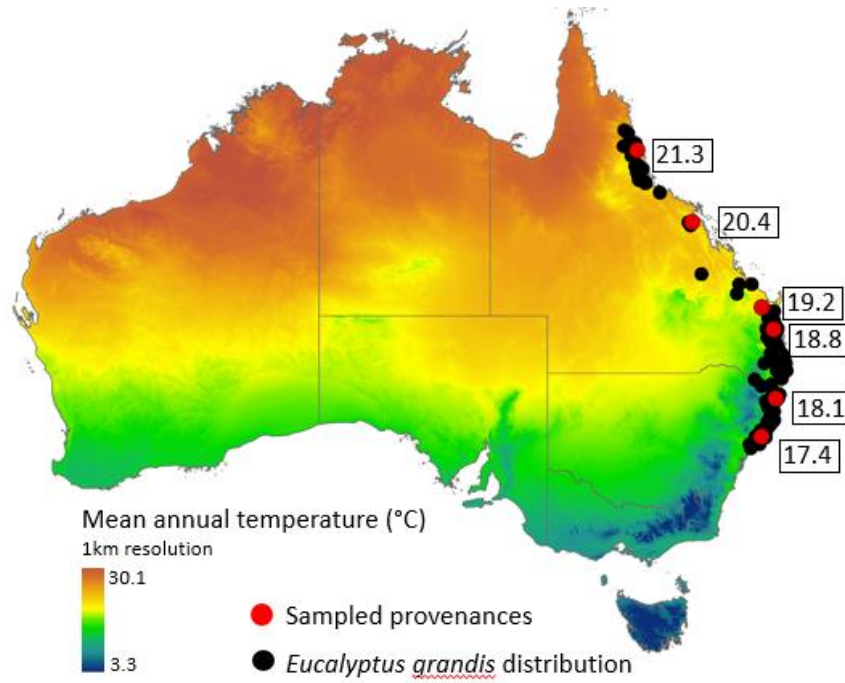 21.3
20.4
19.2
18.8
18.1
17.4
Mean annual temperature (°C)
1km resolution
30.1
3.3
Sampled provenances
Eucalyptus grandis distribution